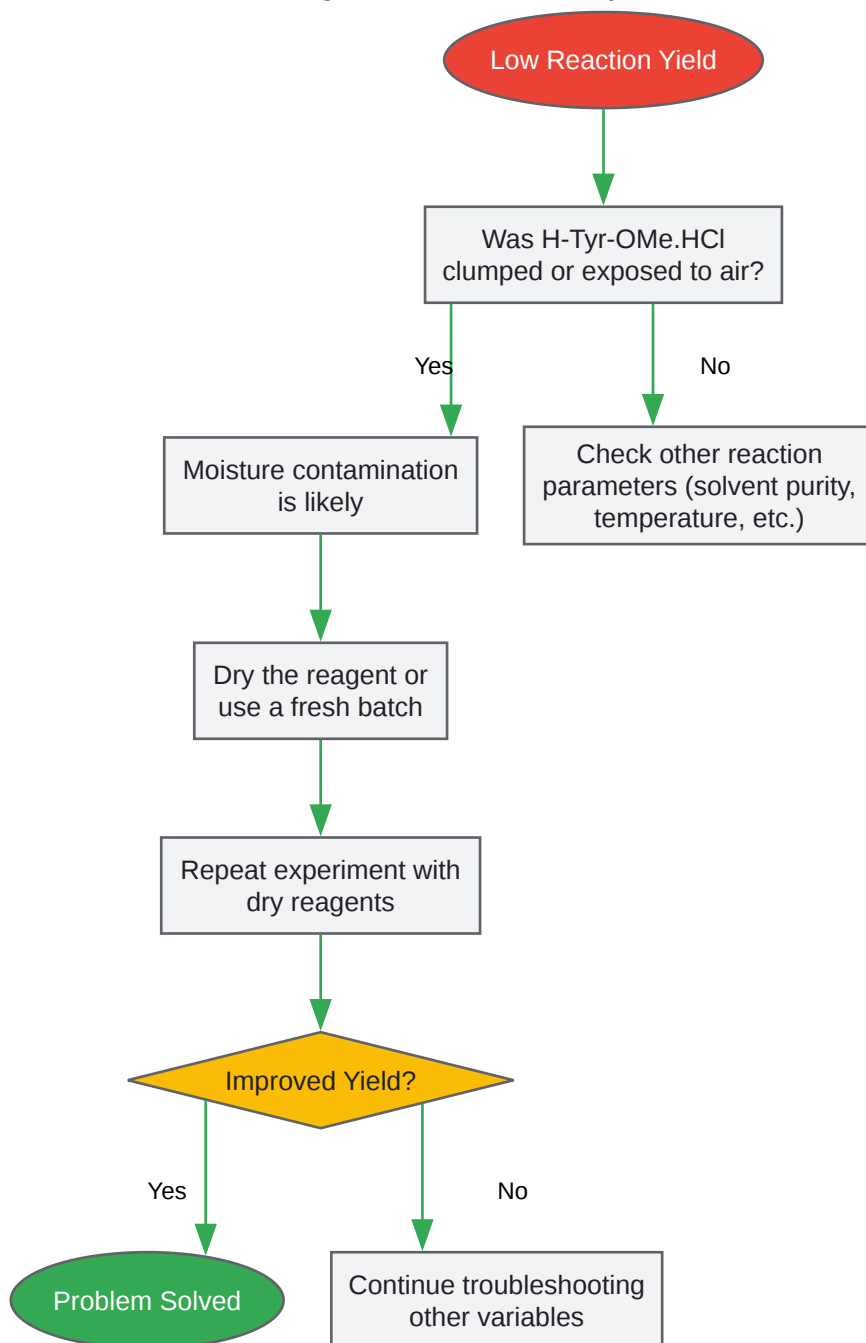 Low Reaction Yield
Was H-Tyr-OMe.HCl
clumped or exposed to air?
Yes
No
Moisture contamination
is likely
Check other reaction
parameters (solvent purity,
temperature, etc.)
Dry the reagent or
use a fresh batch
Repeat experiment with
dry reagents
Improved Yield?
Yes
No
Problem Solved
Continue troubleshooting
other variables